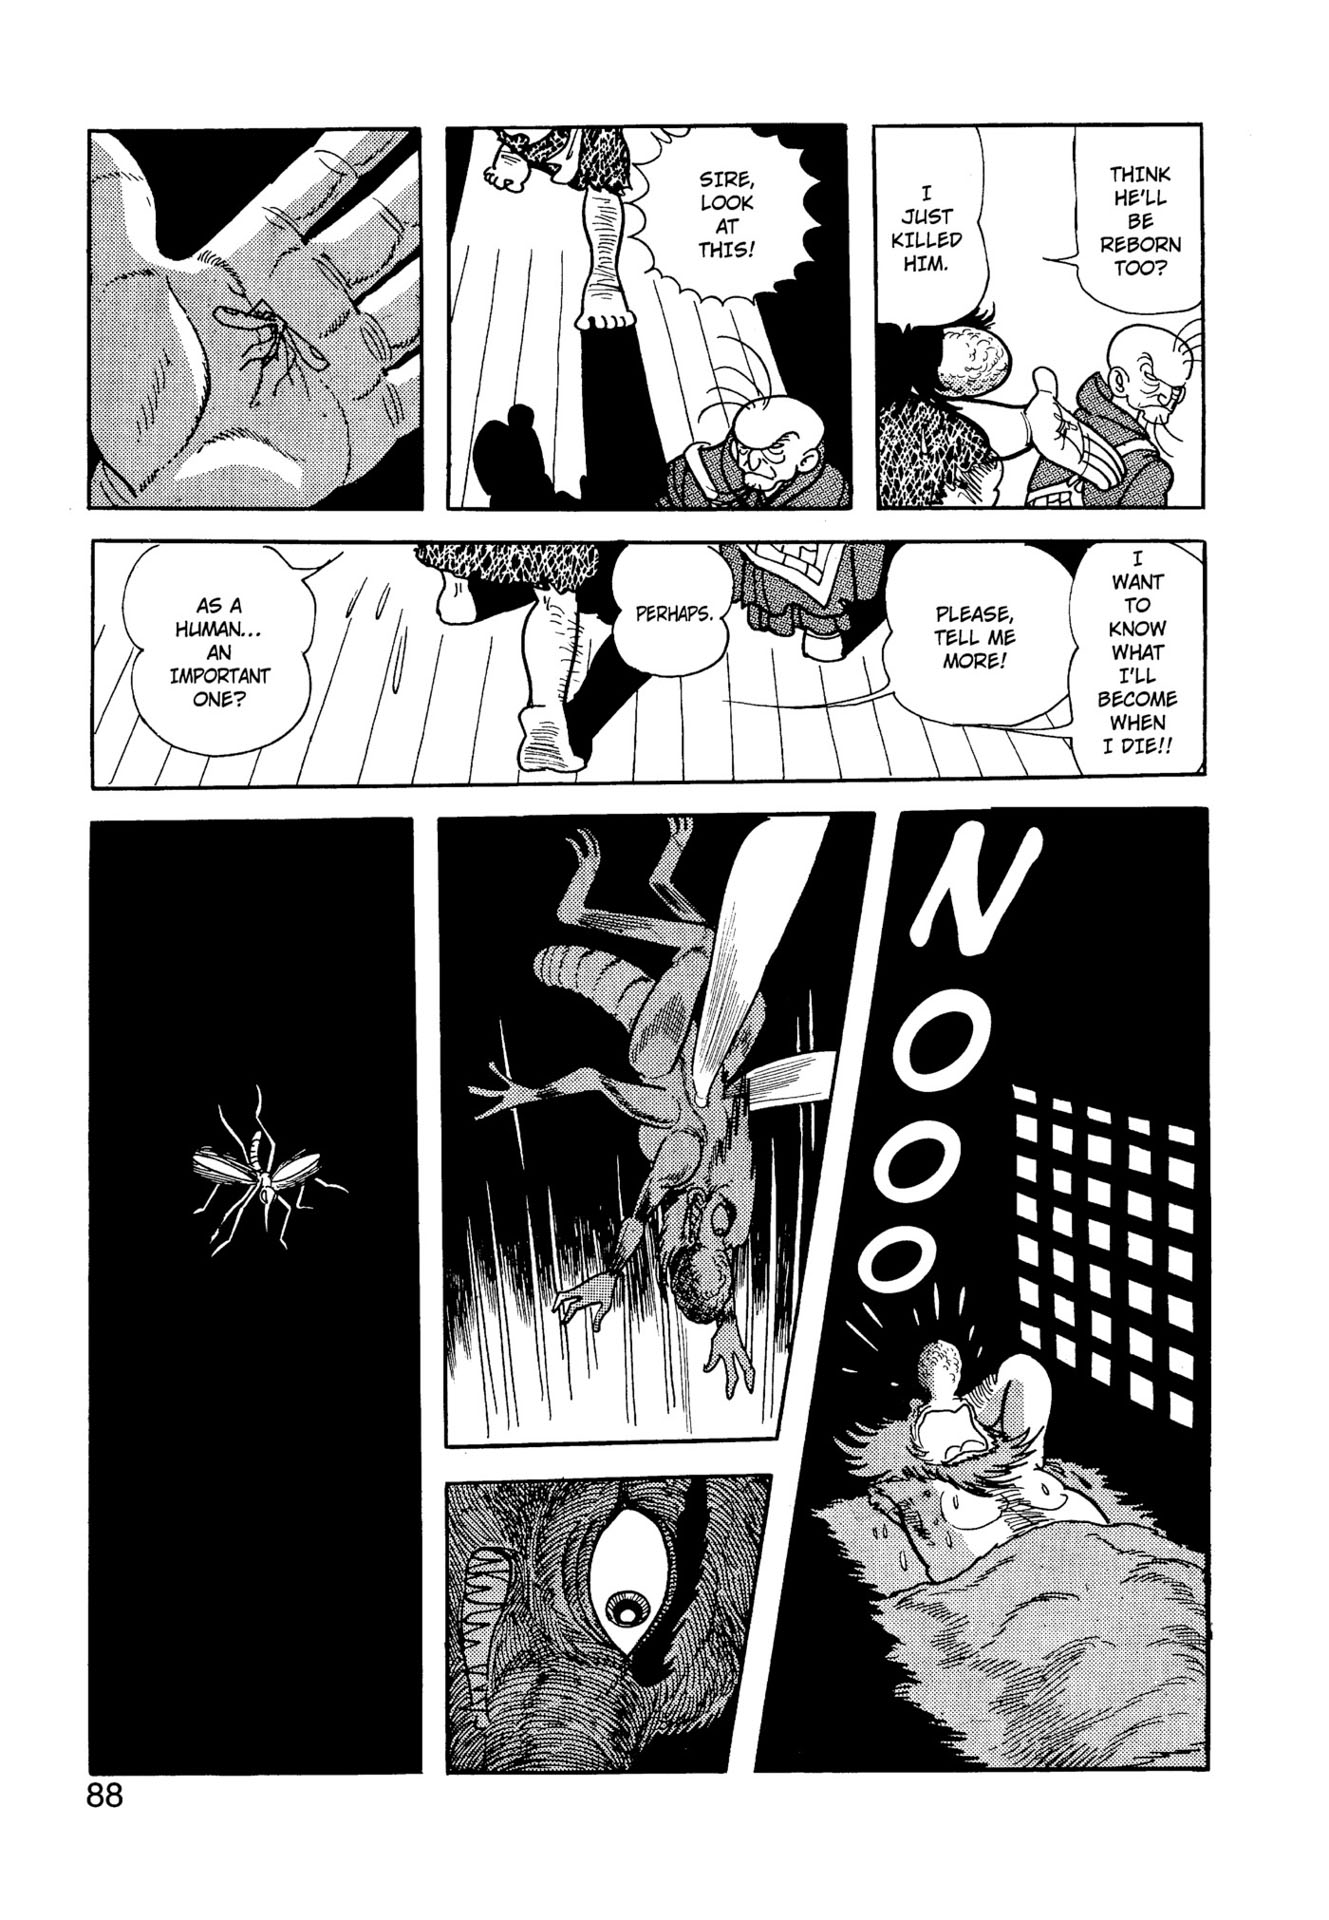 SIRE,
LOOK
AT
THIS!
I
JUST
KILLED
HIM.
THINK
HE'LL
BE
REBORN
TOO?
AS A
HUMAN...
AN
IMPORTANT
ONE?
PERHAPS.
PLEASE,
TELL ME
MORE!
I
WANT
TO
KNOW
WHAT
I'LL
BECOME
WHEN
I DIE!!
NOOOO
88